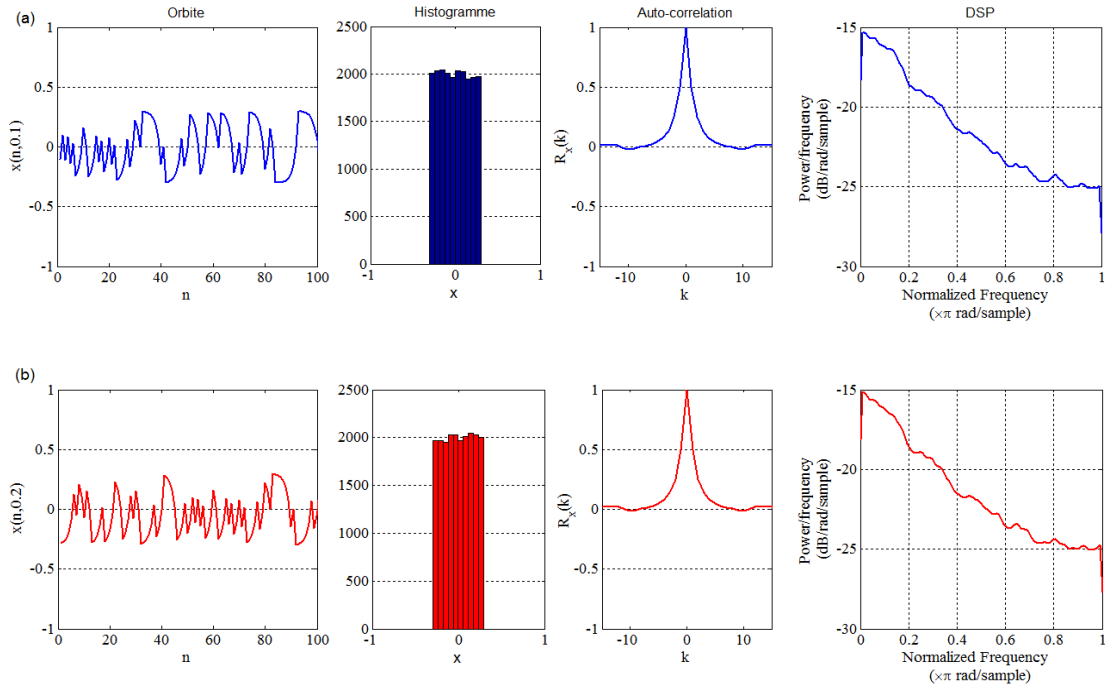 (a)
Orbite
Histogramme
Auto-correlation
DSP
x(n,0.1)
1
0.5
0
-0.5
-1
0 20 40 60 80 100
n
2500
2000
1500
1000
500
0
-1 0 1
x
R_x(k)
1
0.5
0
-0.5
-1
-10 0 10
k
Power/frequency
(dB/rad/sample)
-15
-20
-25
-30
0 0.2 0.4 0.6 0.8 1
Normalized Frequency
(×π rad/sample)
(b)
x(n,0.2)
1
0.5
0
-0.5
-1
0 20 40 60 80 100
n
2500
2000
1500
1000
500
0
-1 0 1
x
R_x(k)
1
0.5
0
-0.5
-1
-10 0 10
k
Power/frequency
(dB/rad/sample)
-15
-20
-25
-30
0 0.2 0.4 0.6 0.8 1
Normalized Frequency
(×π rad/sample)